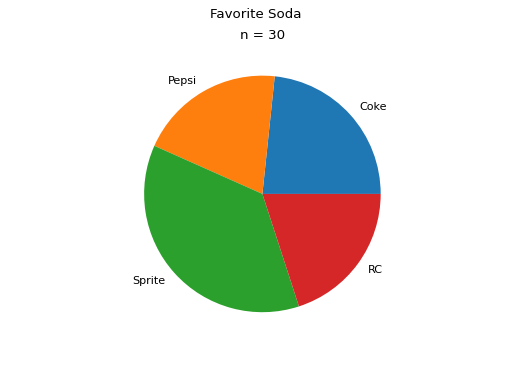 Favorite Soda
n = 30
Pepsi
Coke
Sprite
RC